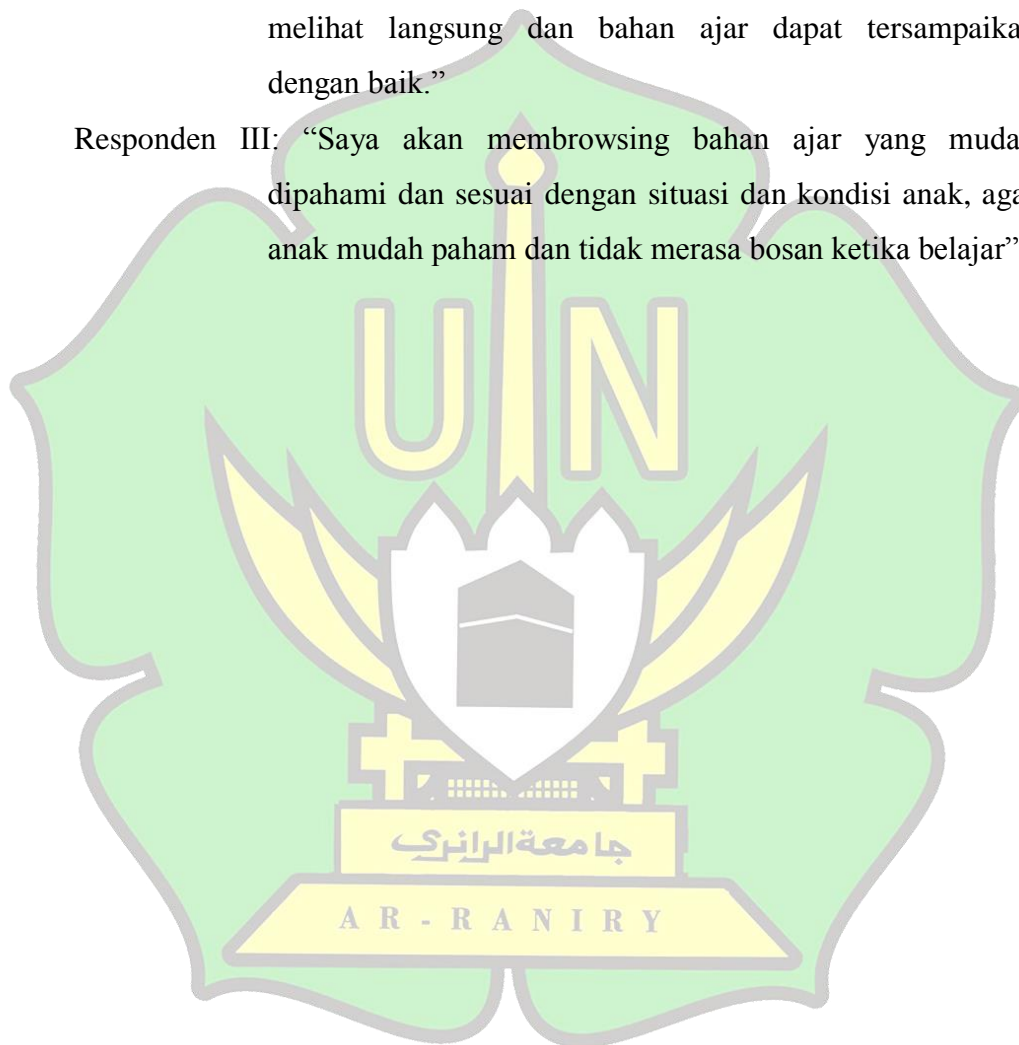 melihat langsung dan bahan ajar dapat tersampaika
dengan baik.”
Responden III: “Saya akan membrowsing bahan ajar yang muda
dipahami dan sesuai dengan situasi dan kondisi anak, aga
anak mudah paham dan tidak merasa bosan ketika belajar”
UIN
جامعة الرانري
AR-RANIRY